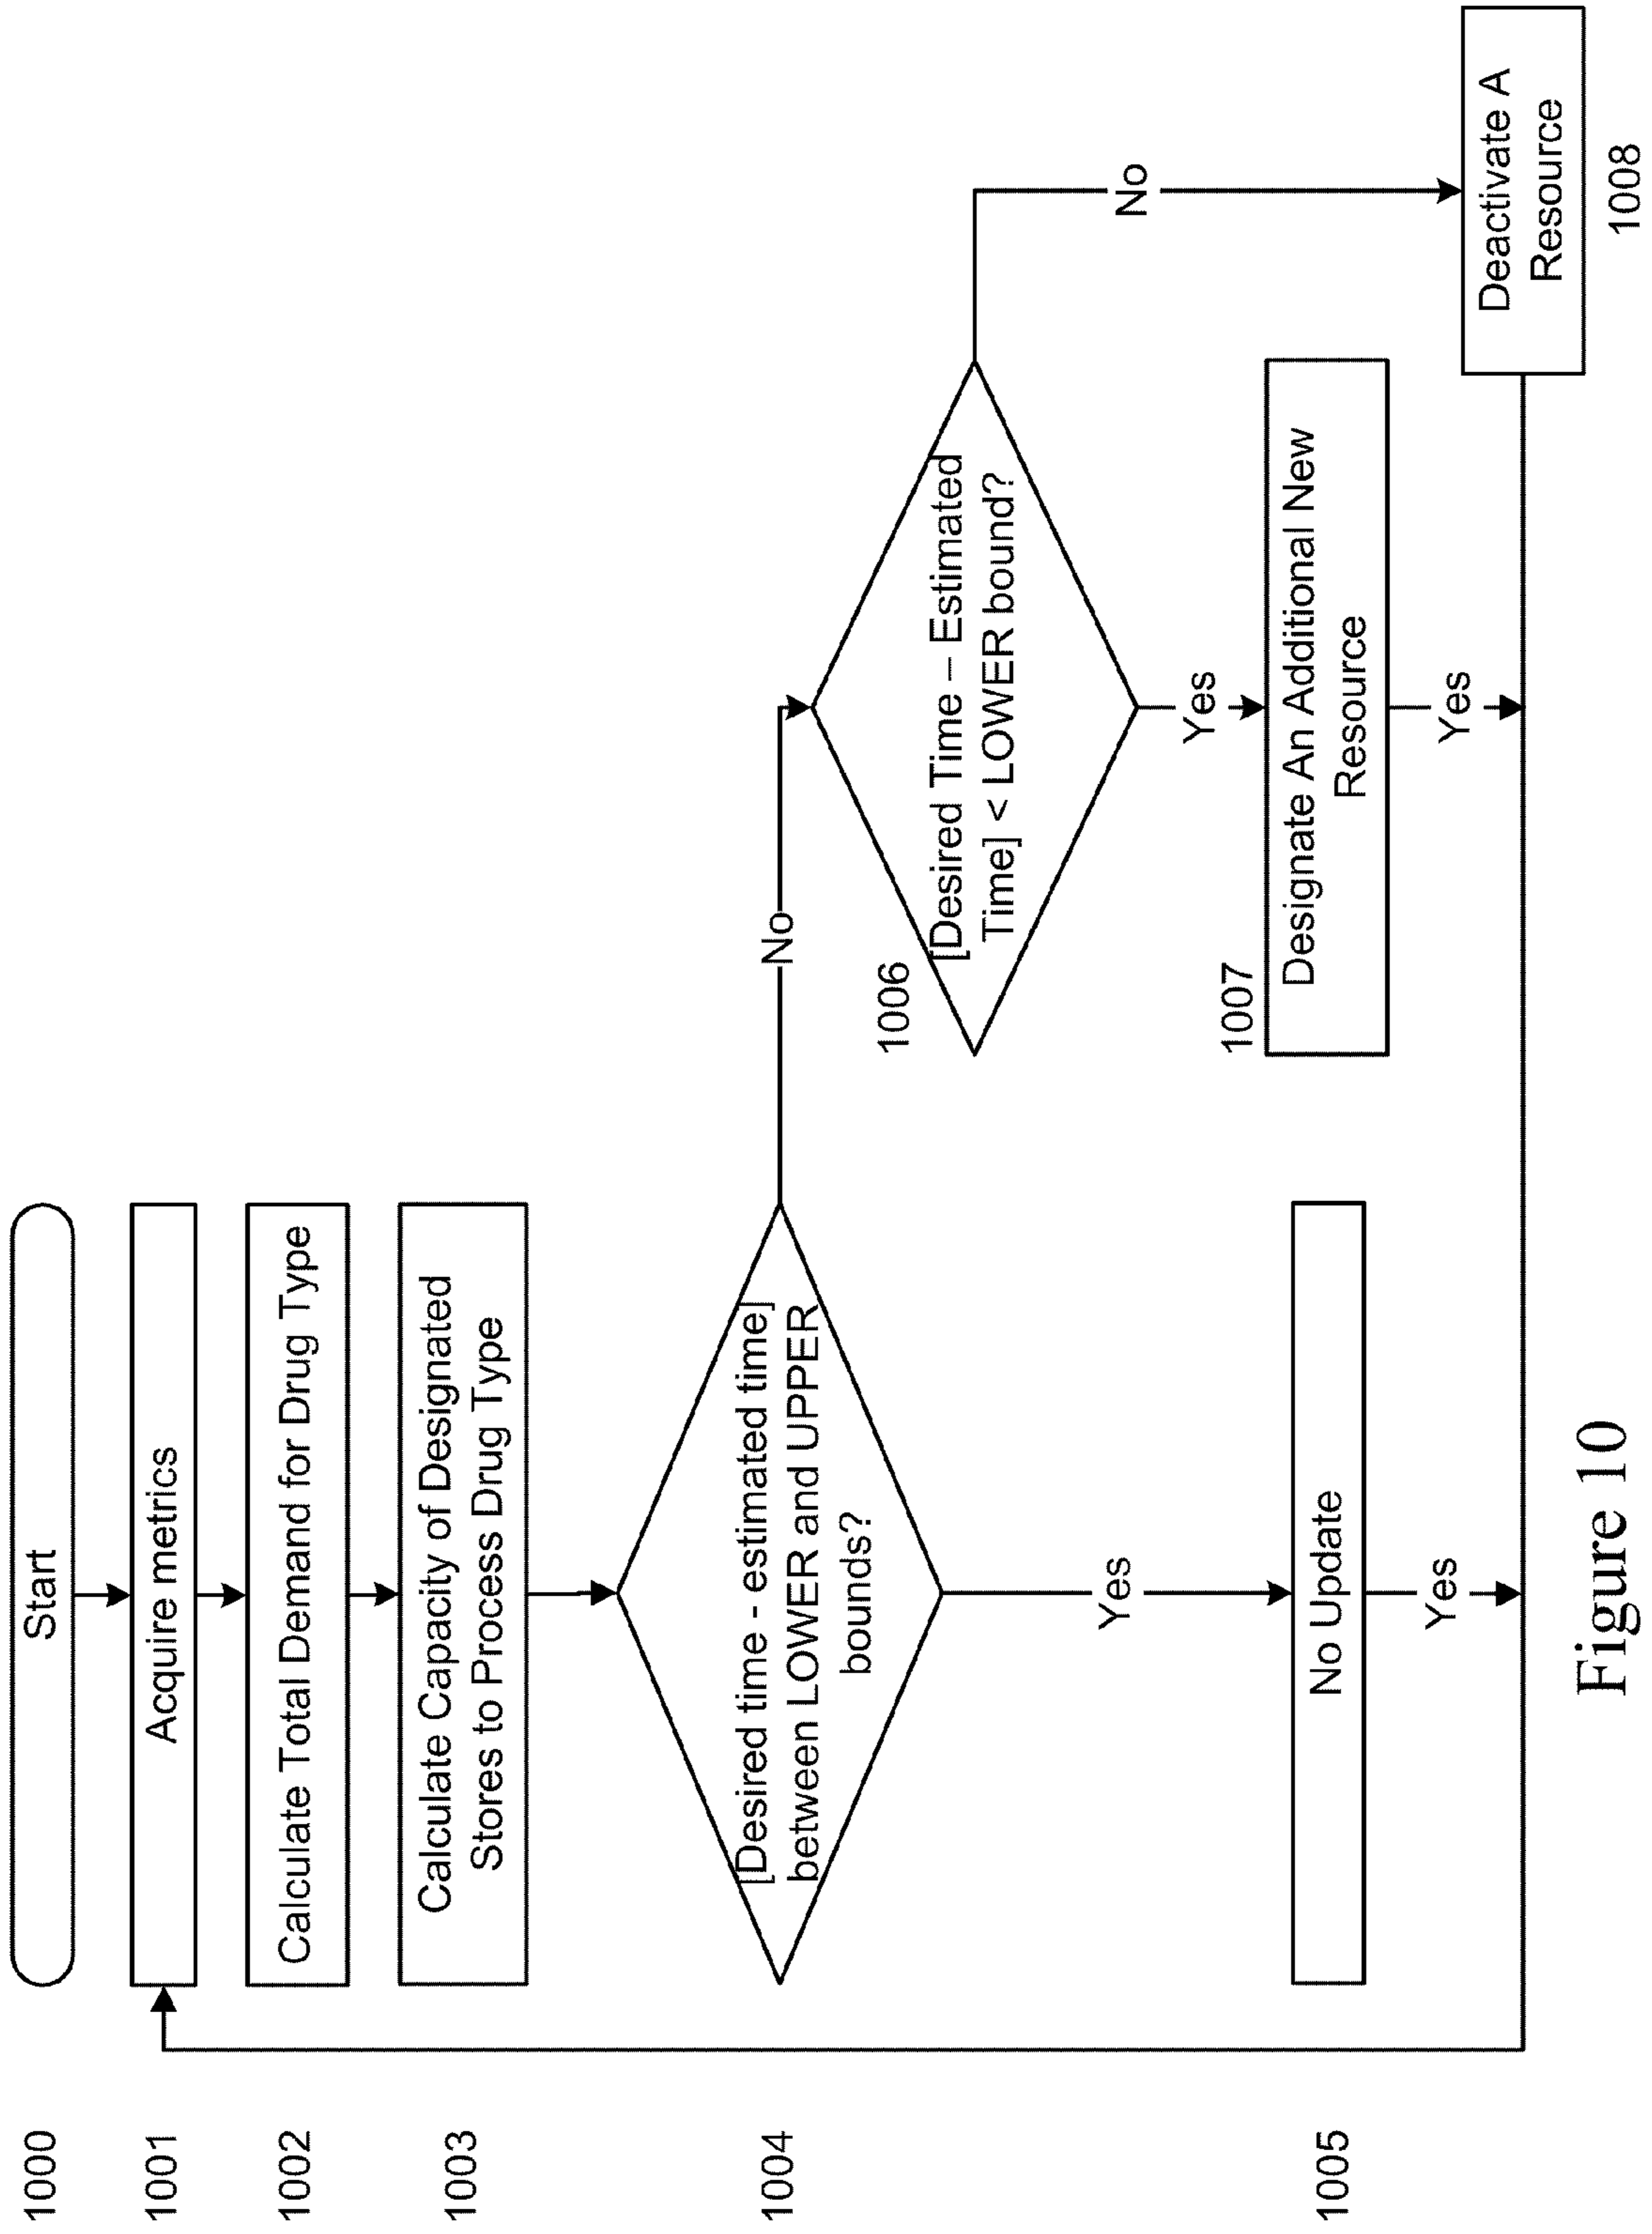 1000
Start
1001
Acquire metrics
1002
Calculate Total Demand for Drug Type
1003
Calculate Capacity of Designated
Stores to Process Drug Type
1004
[Desired time - estimated time]
between LOWER and UPPER
bounds?
No
Yes
1006
[Desired Time – Estimated
Time] < LOWER bound?
No
Yes
1005
No Update
Yes
1007
Designate An Additional New
Resource
Yes
Deactivate A
Resource
1008
Figure 10